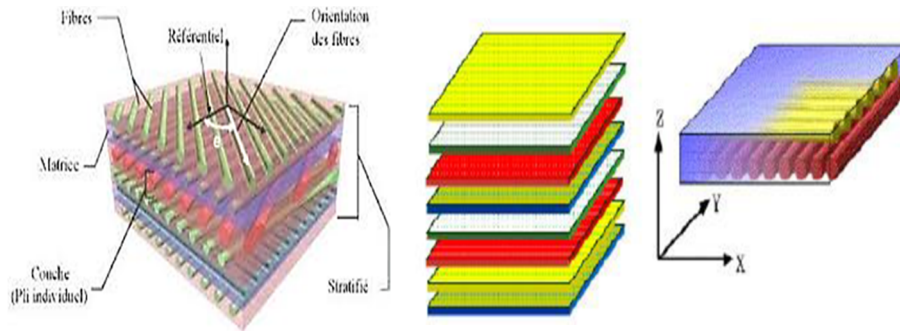 Fibres
Référentiel
Orientation
des fibres
Matrice
θ
Couche
(Pli individuel)
Stratifié
Z
Y
X